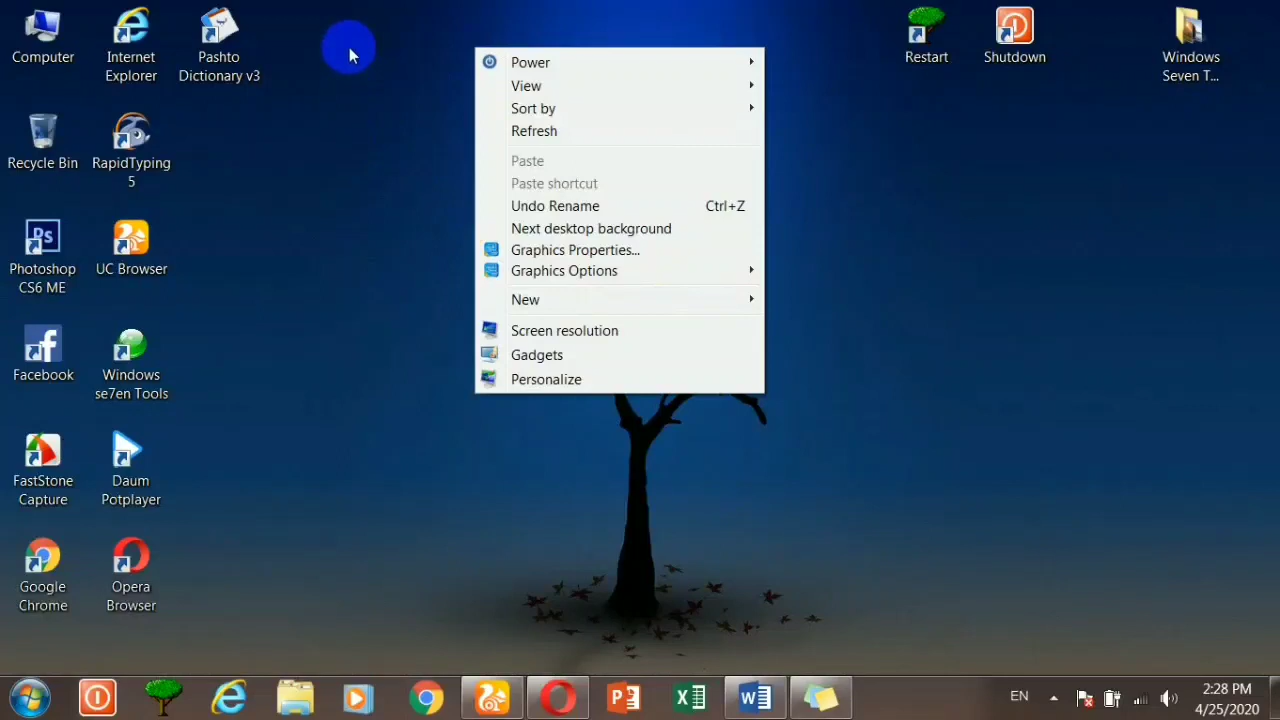 Computer
Internet
Explorer
Pashto
Dictionary v3
Restart
Shutdown
Windows
Seven T...
Recycle Bin
RapidTyping
5
Ps
Photoshop
CS6 ME
UC Browser
Facebook
Windows
se7en Tools
FastStone
Capture
Daum
Potplayer
Google
Chrome
Opera
Browser
Power
View
Sort by
Refresh
Paste
Paste shortcut
Undo Rename Ctrl+Z
Next desktop background
Graphics Properties...
Graphics Options
New
Screen resolution
Gadgets
Personalize
EN
2:28 PM
4/25/2020